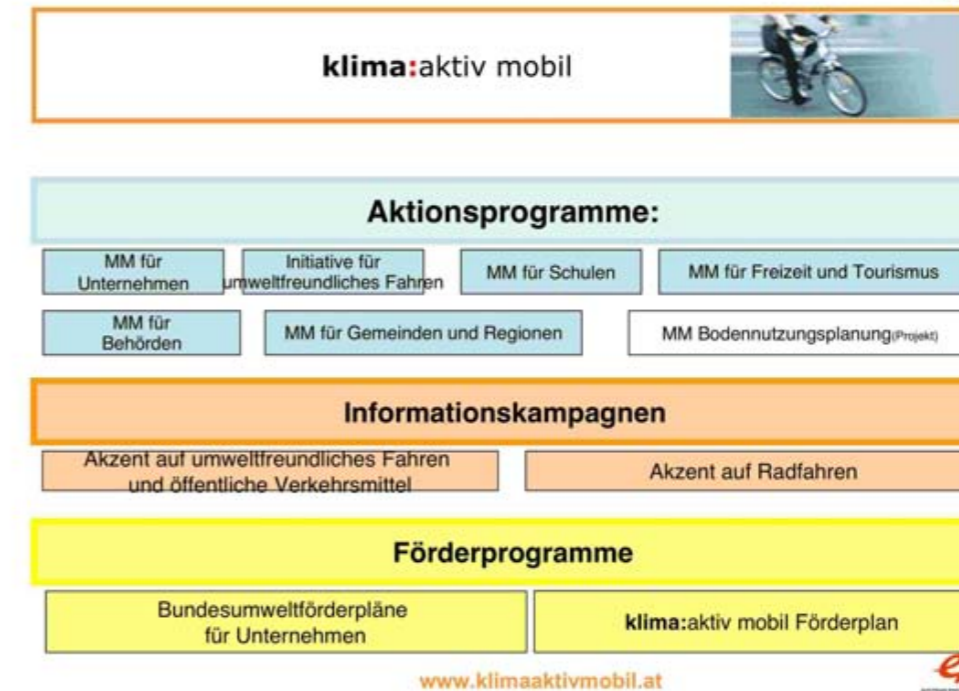 klima:aktiv mobil
Aktionsprogramme:
MM für
Unternehmen
Initiative für
umweltfreundliches Fahren
MM für Schulen
MM für Freizeit und Tourismus
MM für
Behörden
MM für Gemeinden und Regionen
MM Bodennutzungsplanung(Projekt)
Informationskampagnen
Akzent auf umweltfreundliches Fahren
und öffentliche Verkehrsmittel
Akzent auf Radfahren
Förderprogramme
Bundesumweltförderpläne
für Unternehmen
klima:aktiv mobil Förderplan
www.klimaaktivmobil.at